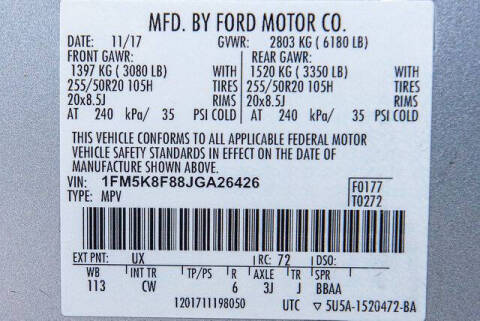 MFD. BY FORD MOTOR CO.
DATE: 11/17 GVWR: 2803 KG ( 6180 LB)
FRONT GAWR: REAR GAWR:
1397 KG ( 3080 LB) WITH 1520 KG ( 3350 LB) WITH
255/50R20 105H TIRES 255/50R20 105H TIRES
20x8.5J RIMS 20x8.5J RIMS
AT 240 kPa/ 35 PSI COLD AT 240 kPa/ 35 PSI COLD
THIS VEHICLE CONFORMS TO ALL APPLICABLE FEDERAL MOTOR
VEHICLE SAFETY STANDARDS IN EFFECT ON THE DATE OF
MANUFACTURE SHOWN ABOVE.
VIN: 1FM5K8F88JGA26426 F0177
TYPE: MPV T0272
EXT PNT: UX RC: 72 DSO:
WB INT TR TP/PS R AXLE TR SPR
113 CW 6 3J J BBAA
1201711198050 UTC ▽ 5U5A-1520472-BA